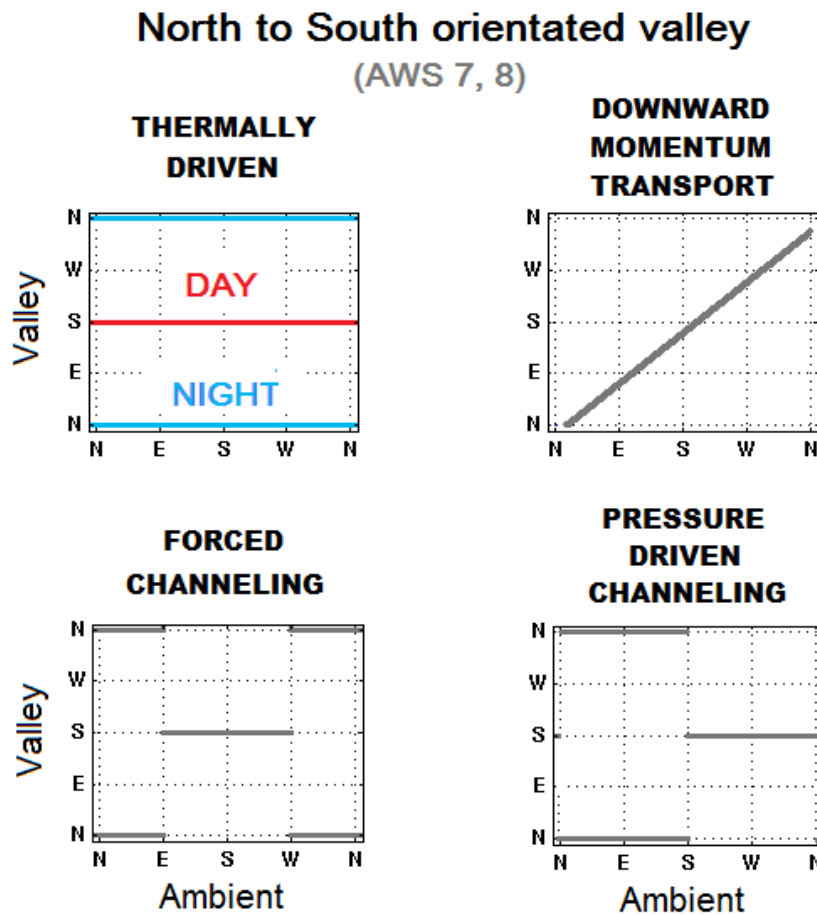 North to South orientated valley
(AWS 7, 8)
THERMALLY
DRIVEN
DOWNWARD
MOMENTUM
TRANSPORT
Valley
N
W
S
E
N
DAY
NIGHT
N E S W N
N
W
S
E
N
N E S W N
FORCED
CHANNELING
PRESSURE
DRIVEN
CHANNELING
Valley
N
W
S
E
N
N E S W N
Ambient
N
W
S
E
N
N E S W N
Ambient